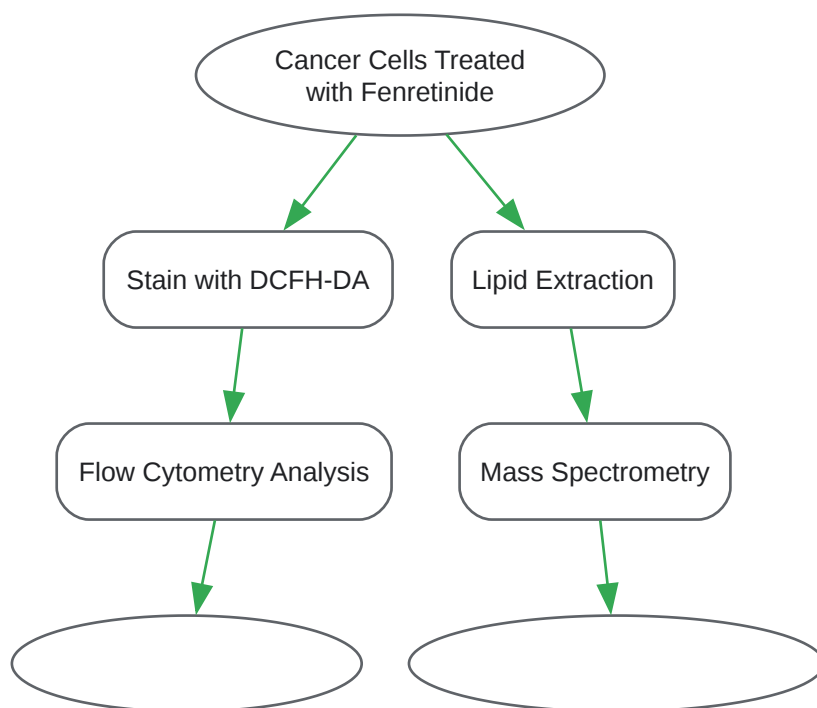 Cancer Cells Treated
with Fenretinide
Stain with DCFH-DA
Lipid Extraction
Flow Cytometry Analysis
Mass Spectrometry